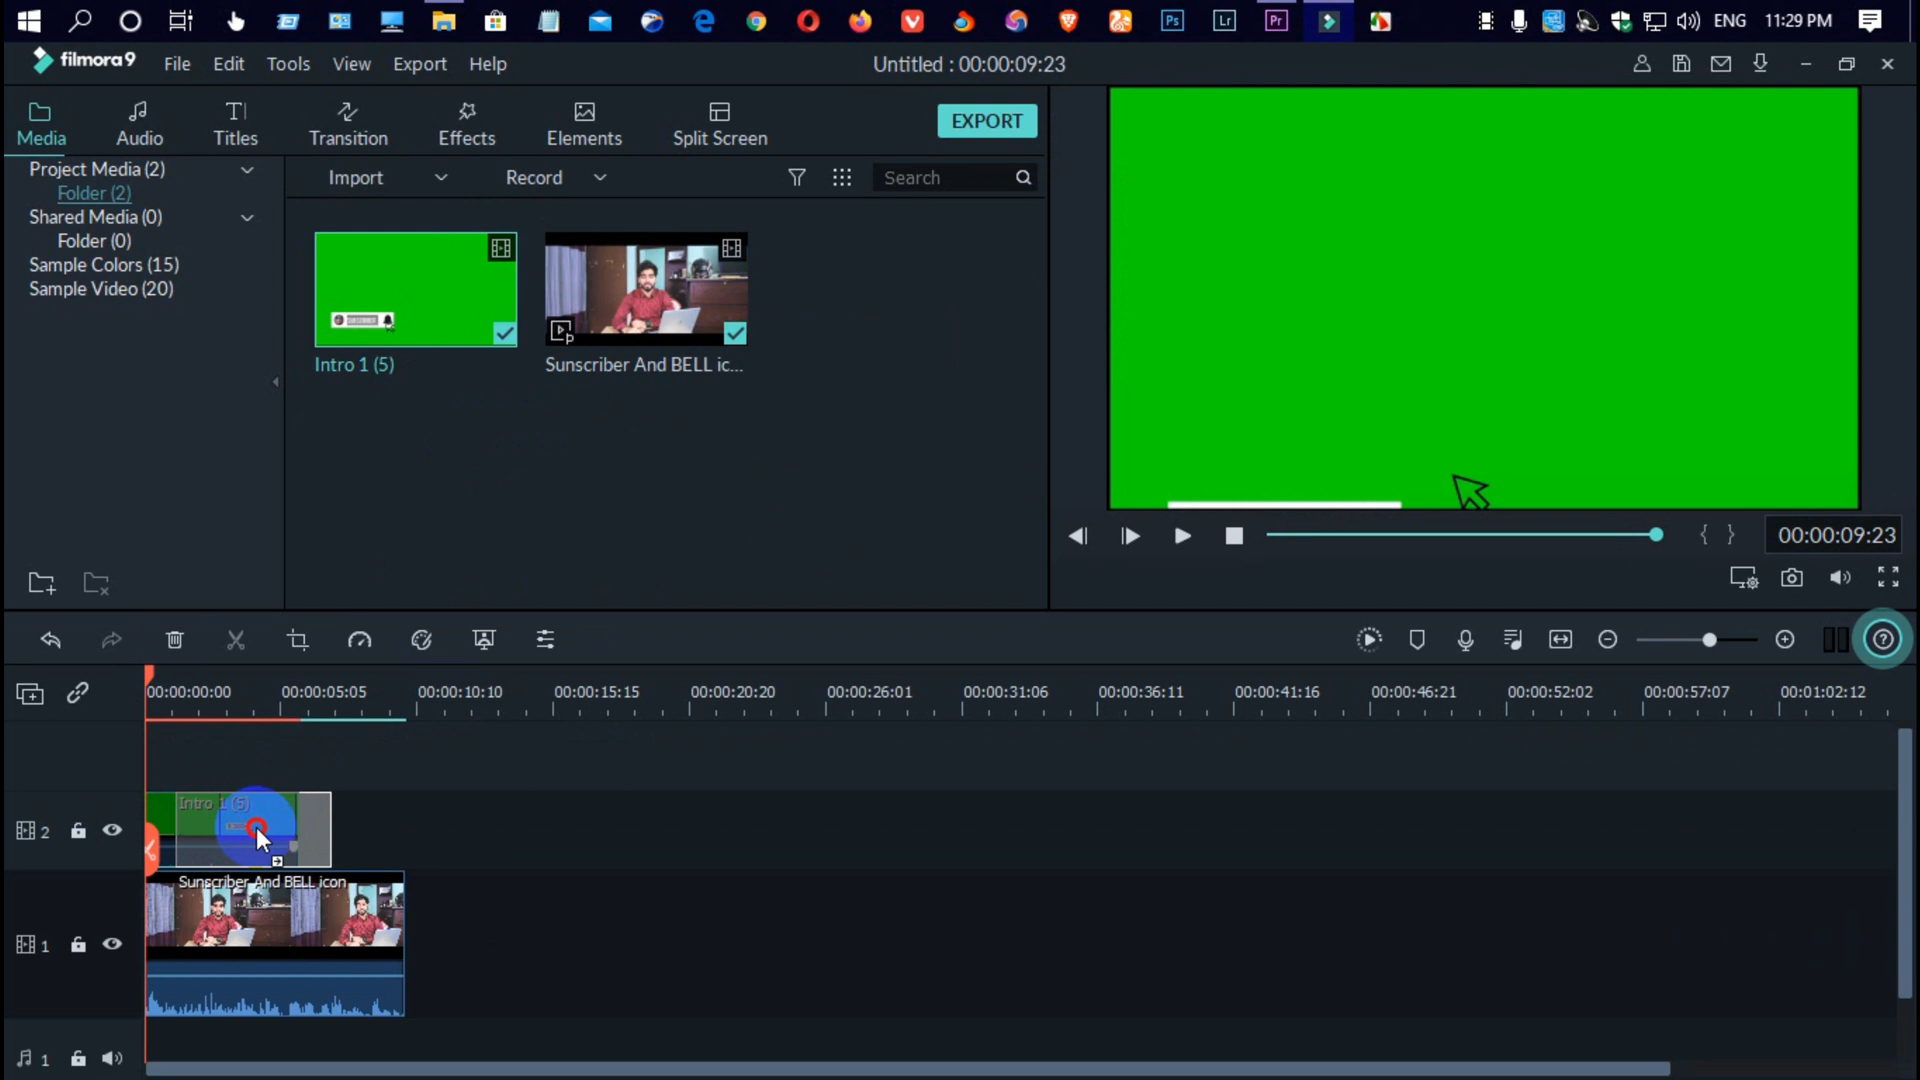 ENG 11:29 PM
Ps Lr Pr
filmora9 File Edit Tools View Export Help Untitled : 00:00:09:23
Media Audio Titles Transition Effects Elements Split Screen EXPORT
Project Media (2)
Folder (2)
Shared Media (0)
Folder (0)
Sample Colors (15)
Sample Video (20)
Import Record Search
SUBSCRIBE
Intro 1 (5) Sunscriber And BELL ic...
00:00:09:23
00:00:00:00 00:00:05:05 00:00:10:10 00:00:15:15 00:00:20:20 00:00:26:01 00:00:31:06 00:00:36:11 00:00:41:16 00:00:46:21 00:00:52:02 00:00:57:07 00:01:02:12
2 Intro 1 (5)
Sunscriber And BELL icon
1
1